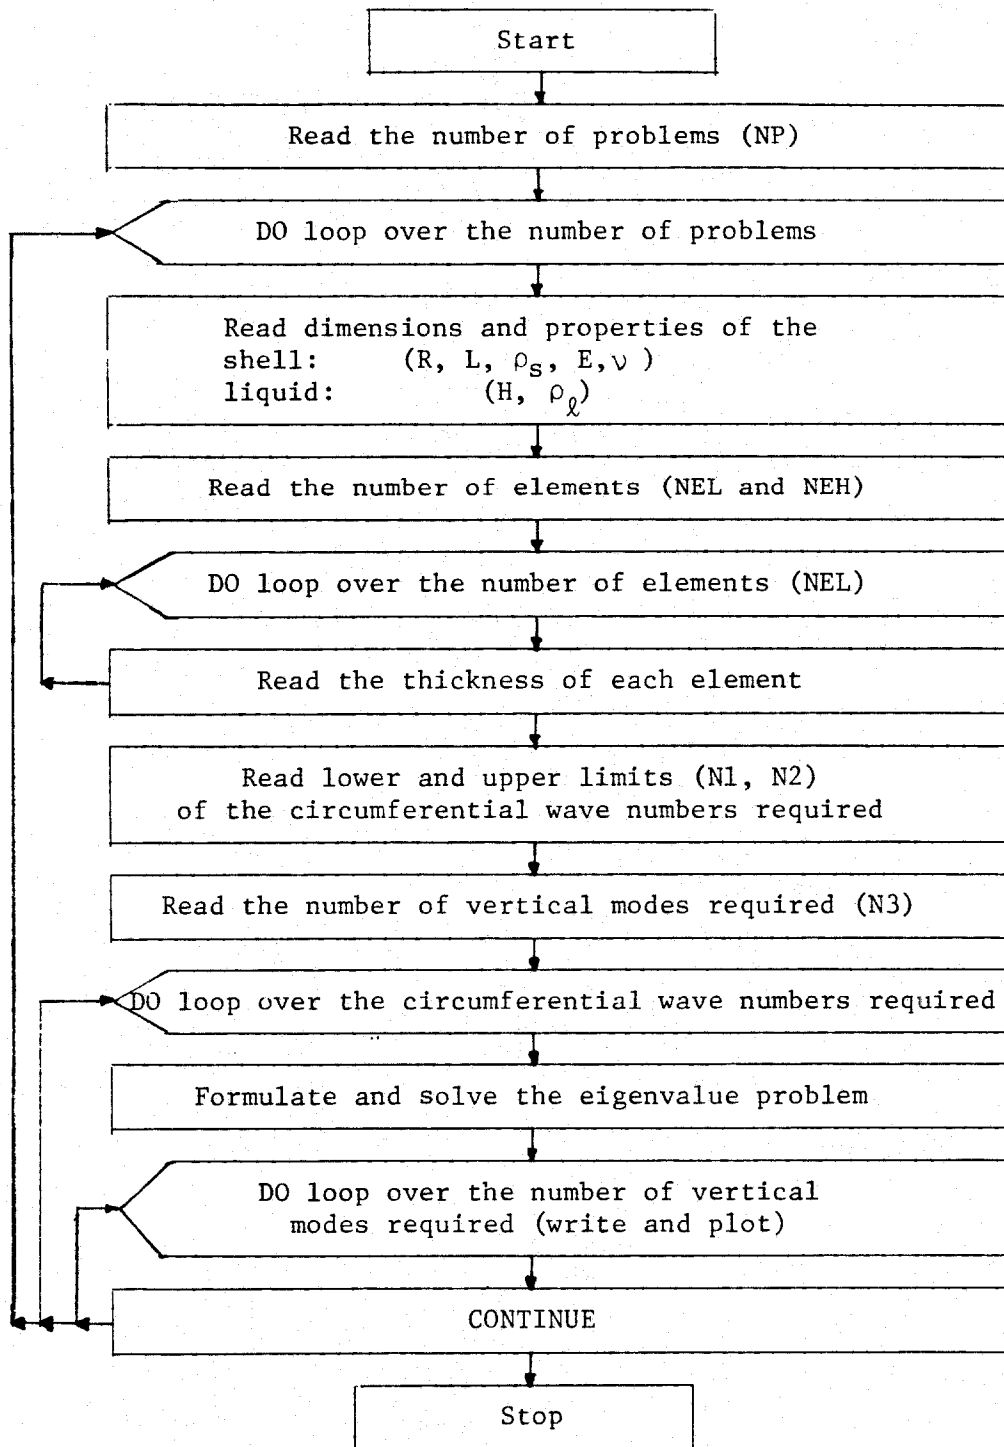 Start
Read the number of problems (NP)
DO loop over the number of problems
Read dimensions and properties of the
shell: (R, L, ρₛ, E, ν )
liquid: (H, ρℓ)
Read the number of elements (NEL and NEH)
DO loop over the number of elements (NEL)
Read the thickness of each element
Read lower and upper limits (N1, N2)
of the circumferential wave numbers required
Read the number of vertical modes required (N3)
DO loop over the circumferential wave numbers required
Formulate and solve the eigenvalue problem
DO loop over the number of vertical
modes required (write and plot)
CONTINUE
Stop